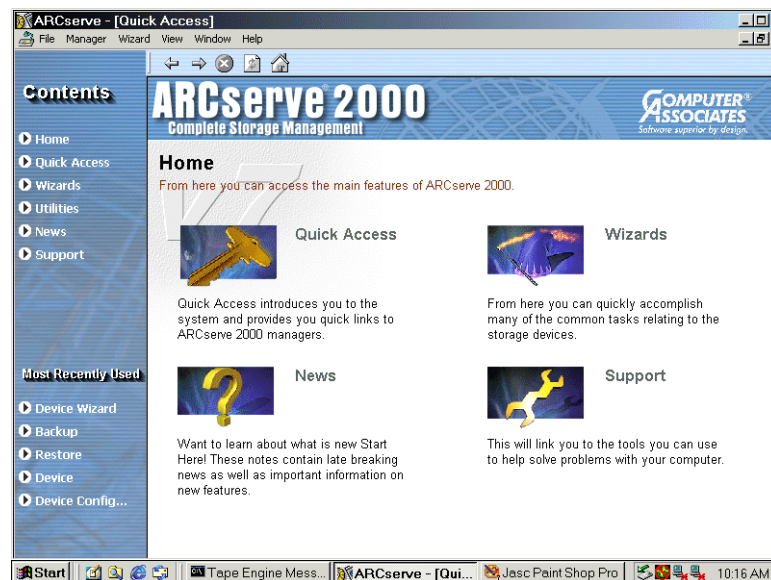 ARCserve - [Quick Access]
File Manager Wizard View Window Help
Contents
Home
Quick Access
Wizards
Utilities
News
Support
Most Recently Used
Device Wizard
Backup
Restore
Device
Device Config...
ARCserve® 2000
Complete Storage Management
COMPUTER®
ASSOCIATES
Software superior by design.
v7
Home
From here you can access the main features of ARCserve 2000.
Quick Access
Quick Access introduces you to the
system and provides you quick links to
ARCserve 2000 managers.
Wizards
From here you can quickly accomplish
many of the common tasks relating to the
storage devices.
News
Want to learn about what is new Start
Here! These notes contain late breaking
news as well as important information on
new features.
Support
This will link you to the tools you can use
to help solve problems with your computer.
Start
Tape Engine Mess...
ARCserve - [Qui...
Jasc Paint Shop Pro
10:16 AM